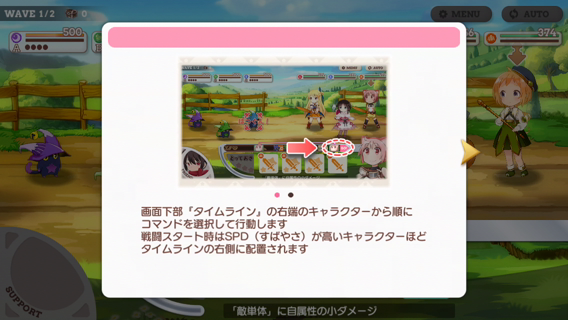 WAVE 1/2
0
MENU
AUTO
500
374
画面下部「タイムライン」の右端のキャラクターから順に
コマンドを選択して行動します
戦闘スタート時はSPD(すばやさ)が高いキャラクターほど
タイムラインの右側に配置されます
SUPPORT
「敵単体」に自属性の小ダメージ